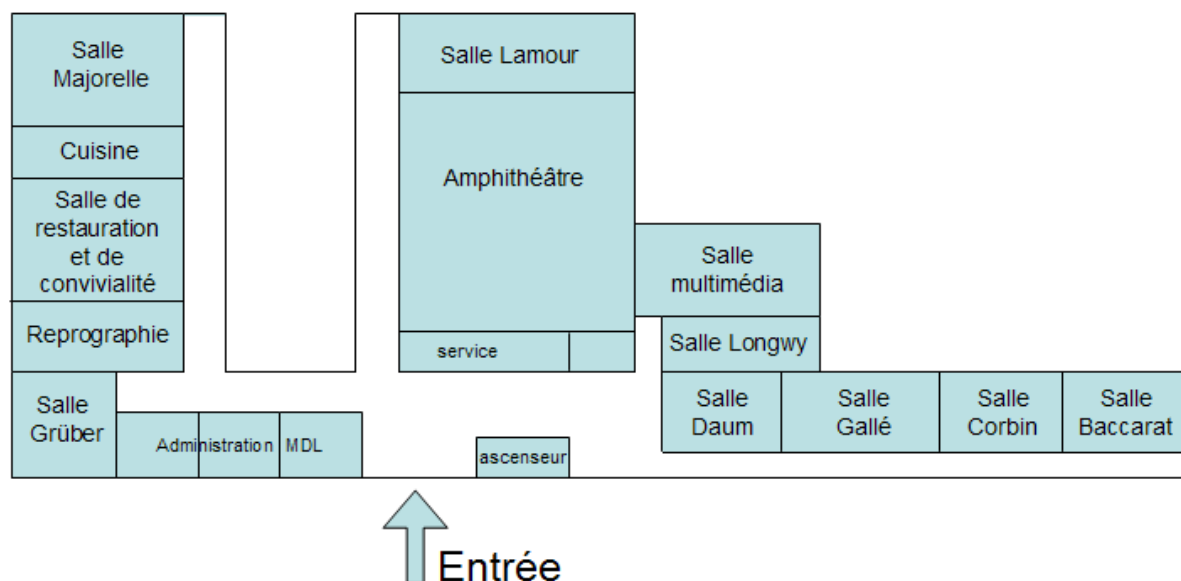 Salle
Majorelle
Cuisine
Salle de
restauration
et de
convivialité
Reprographie
Salle
Grüber
Administration
MDL
Salle Lamour
Amphithéâtre
service
ascenseur
Salle
multimédia
Salle Longwy
Salle
Daum
Salle
Gallé
Salle
Corbin
Salle
Baccarat
Entrée